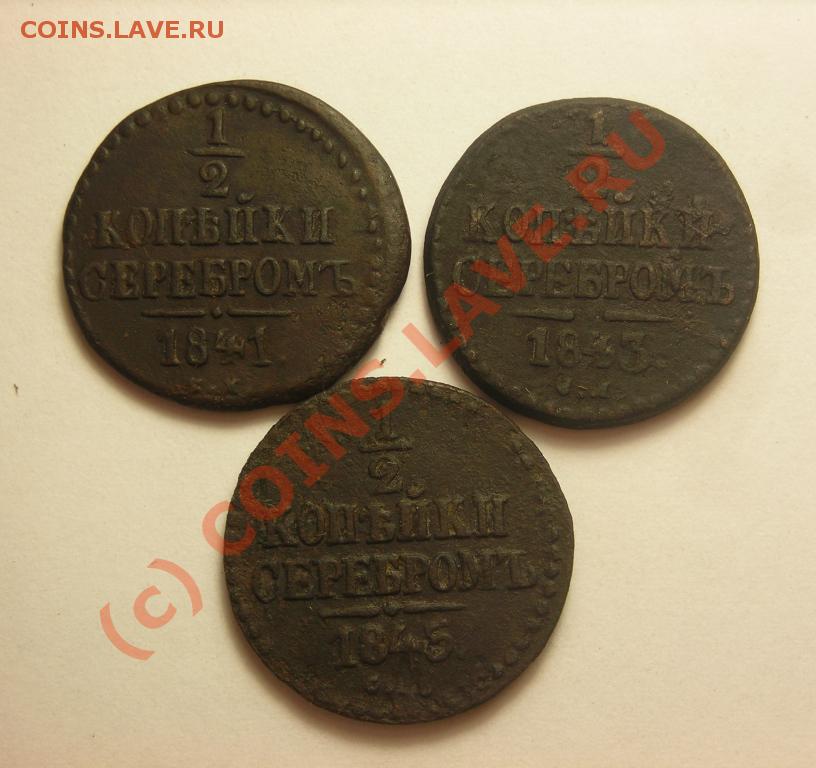 COINS.LAVE.RU
1
2
КОПѢЙКИ
СЕРЕБРОМЪ
1841.
1
КОПѢЙКИ
СЕРЕБРОМЪ
1843.
1
2
КОПѢЙКИ
СЕРЕБРОМЪ
1845.
(c) COINS.LAVE.RU